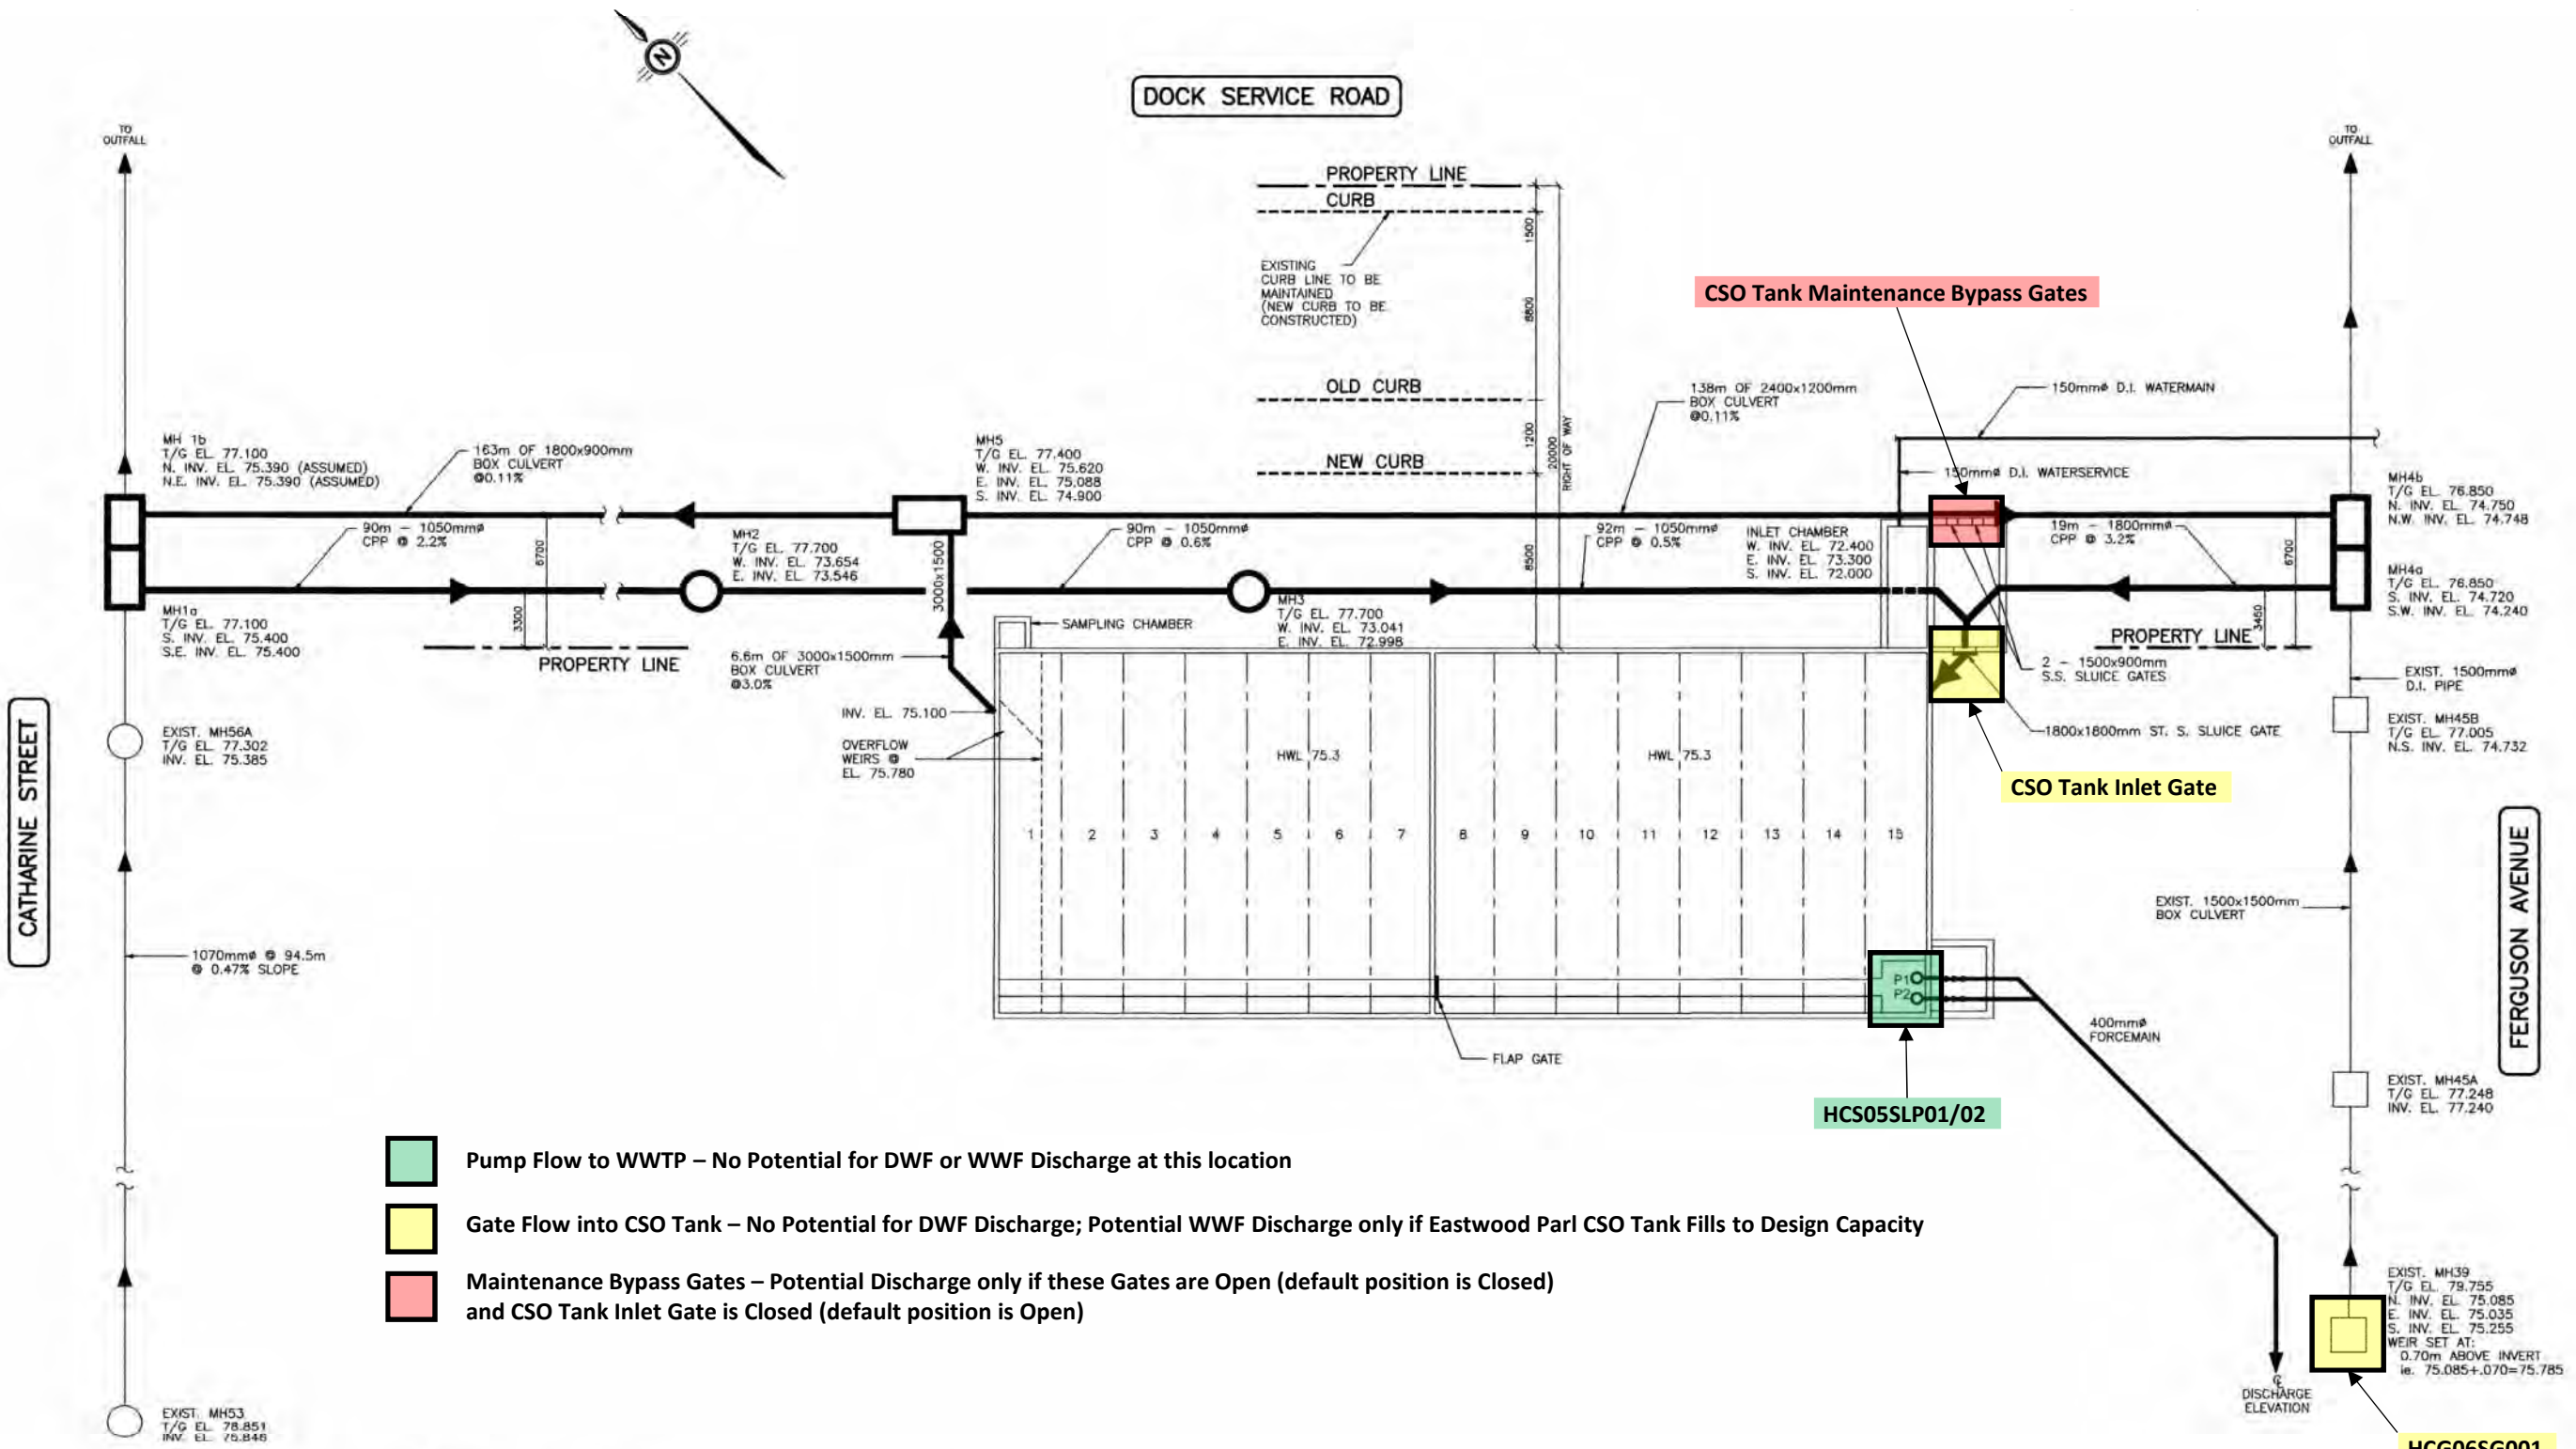 DOCK SERVICE ROAD
N
TO
OUTFALL
TO
OUTFALL
PROPERTY LINE
CURB
EXISTING
CURB LINE TO BE
MAINTAINED
(NEW CURB TO BE
CONSTRUCTED)
1500
8800
OLD CURB
1200
NEW CURB
20000
RIGHT OF WAY
8500
CSO Tank Maintenance Bypass Gates
138m OF 2400x1200mm
BOX CULVERT
@0.11%
150mmø D.I. WATERMAIN
150mmø D.I. WATERSERVICE
MH 1b
T/G EL. 77.100
N. INV. EL. 75.390 (ASSUMED)
N.E. INV. EL. 75.390 (ASSUMED)
163m OF 1800x900mm
BOX CULVERT
@0.11%
90m - 1050mmø
CPP @ 2.2%
6700
3300
MH2
T/G EL. 77.700
W. INV. EL. 73.654
E. INV. EL. 73.546
MH5
T/G EL. 77.400
W. INV. EL. 75.620
E. INV. EL. 75.088
S. INV. EL. 74.900
3000x1500
90m - 1050mmø
CPP @ 0.6%
92m - 1050mmø
CPP @ 0.5%
INLET CHAMBER
W. INV. EL. 72.400
E. INV. EL. 73.300
S. INV. EL. 72.000
19m - 1800mmø
CPP @ 3.2%
6700
3450
MH4b
T/G EL. 76.850
N. INV. EL. 74.750
N.W. INV. EL. 74.748
MH4a
T/G EL. 76.850
S. INV. EL. 74.720
S.W. INV. EL. 74.240
MH1a
T/G EL. 77.100
S. INV. EL. 75.400
S.E. INV. EL. 75.400
PROPERTY LINE
SAMPLING CHAMBER
MH3
T/G EL. 77.700
W. INV. EL. 73.041
E. INV. EL. 72.998
PROPERTY LINE
2 - 1500x900mm
S.S. SLUICE GATES
6.6m OF 3000x1500mm
BOX CULVERT
@3.0%
EXIST. 1500mmø
D.I. PIPE
INV. EL. 75.100
OVERFLOW
WEIRS @
EL. 75.780
EXIST. MH56A
T/G EL. 77.302
INV. EL. 75.385
1800x1800mm ST. S. SLUICE GATE
EXIST. MH45B
T/G EL. 77.005
N.S. INV. EL. 74.732
HWL 75.3
HWL 75.3
CSO Tank Inlet Gate
CATHARINE STREET
1 2 3 4 5 6 7 8 9 10 11 12 13 14 15
FERGUSON AVENUE
EXIST. 1500x1500mm
BOX CULVERT
1070mmø @ 94.5m
@ 0.47% SLOPE
P1
P2
400mmø
FORCEMAIN
FLAP GATE
HCS05SLP01/02
EXIST. MH45A
T/G EL. 77.248
INV. EL. 77.240
Pump Flow to WWTP – No Potential for DWF or WWF Discharge at this location
Gate Flow into CSO Tank – No Potential for DWF Discharge; Potential WWF Discharge only if Eastwood Parl CSO Tank Fills to Design Capacity
Maintenance Bypass Gates – Potential Discharge only if these Gates are Open (default position is Closed)
and CSO Tank Inlet Gate is Closed (default position is Open)
EXIST. MH39
T/G EL. 79.755
N. INV. EL. 75.085
E. INV. EL. 75.035
S. INV. EL. 75.255
WEIR SET AT:
0.70m ABOVE INVERT
ie. 75.085+.070=75.785
DISCHARGE
ELEVATION
EXIST. MH53
T/G EL. 78.851
INV. EL. 75.846
HCG06SG001